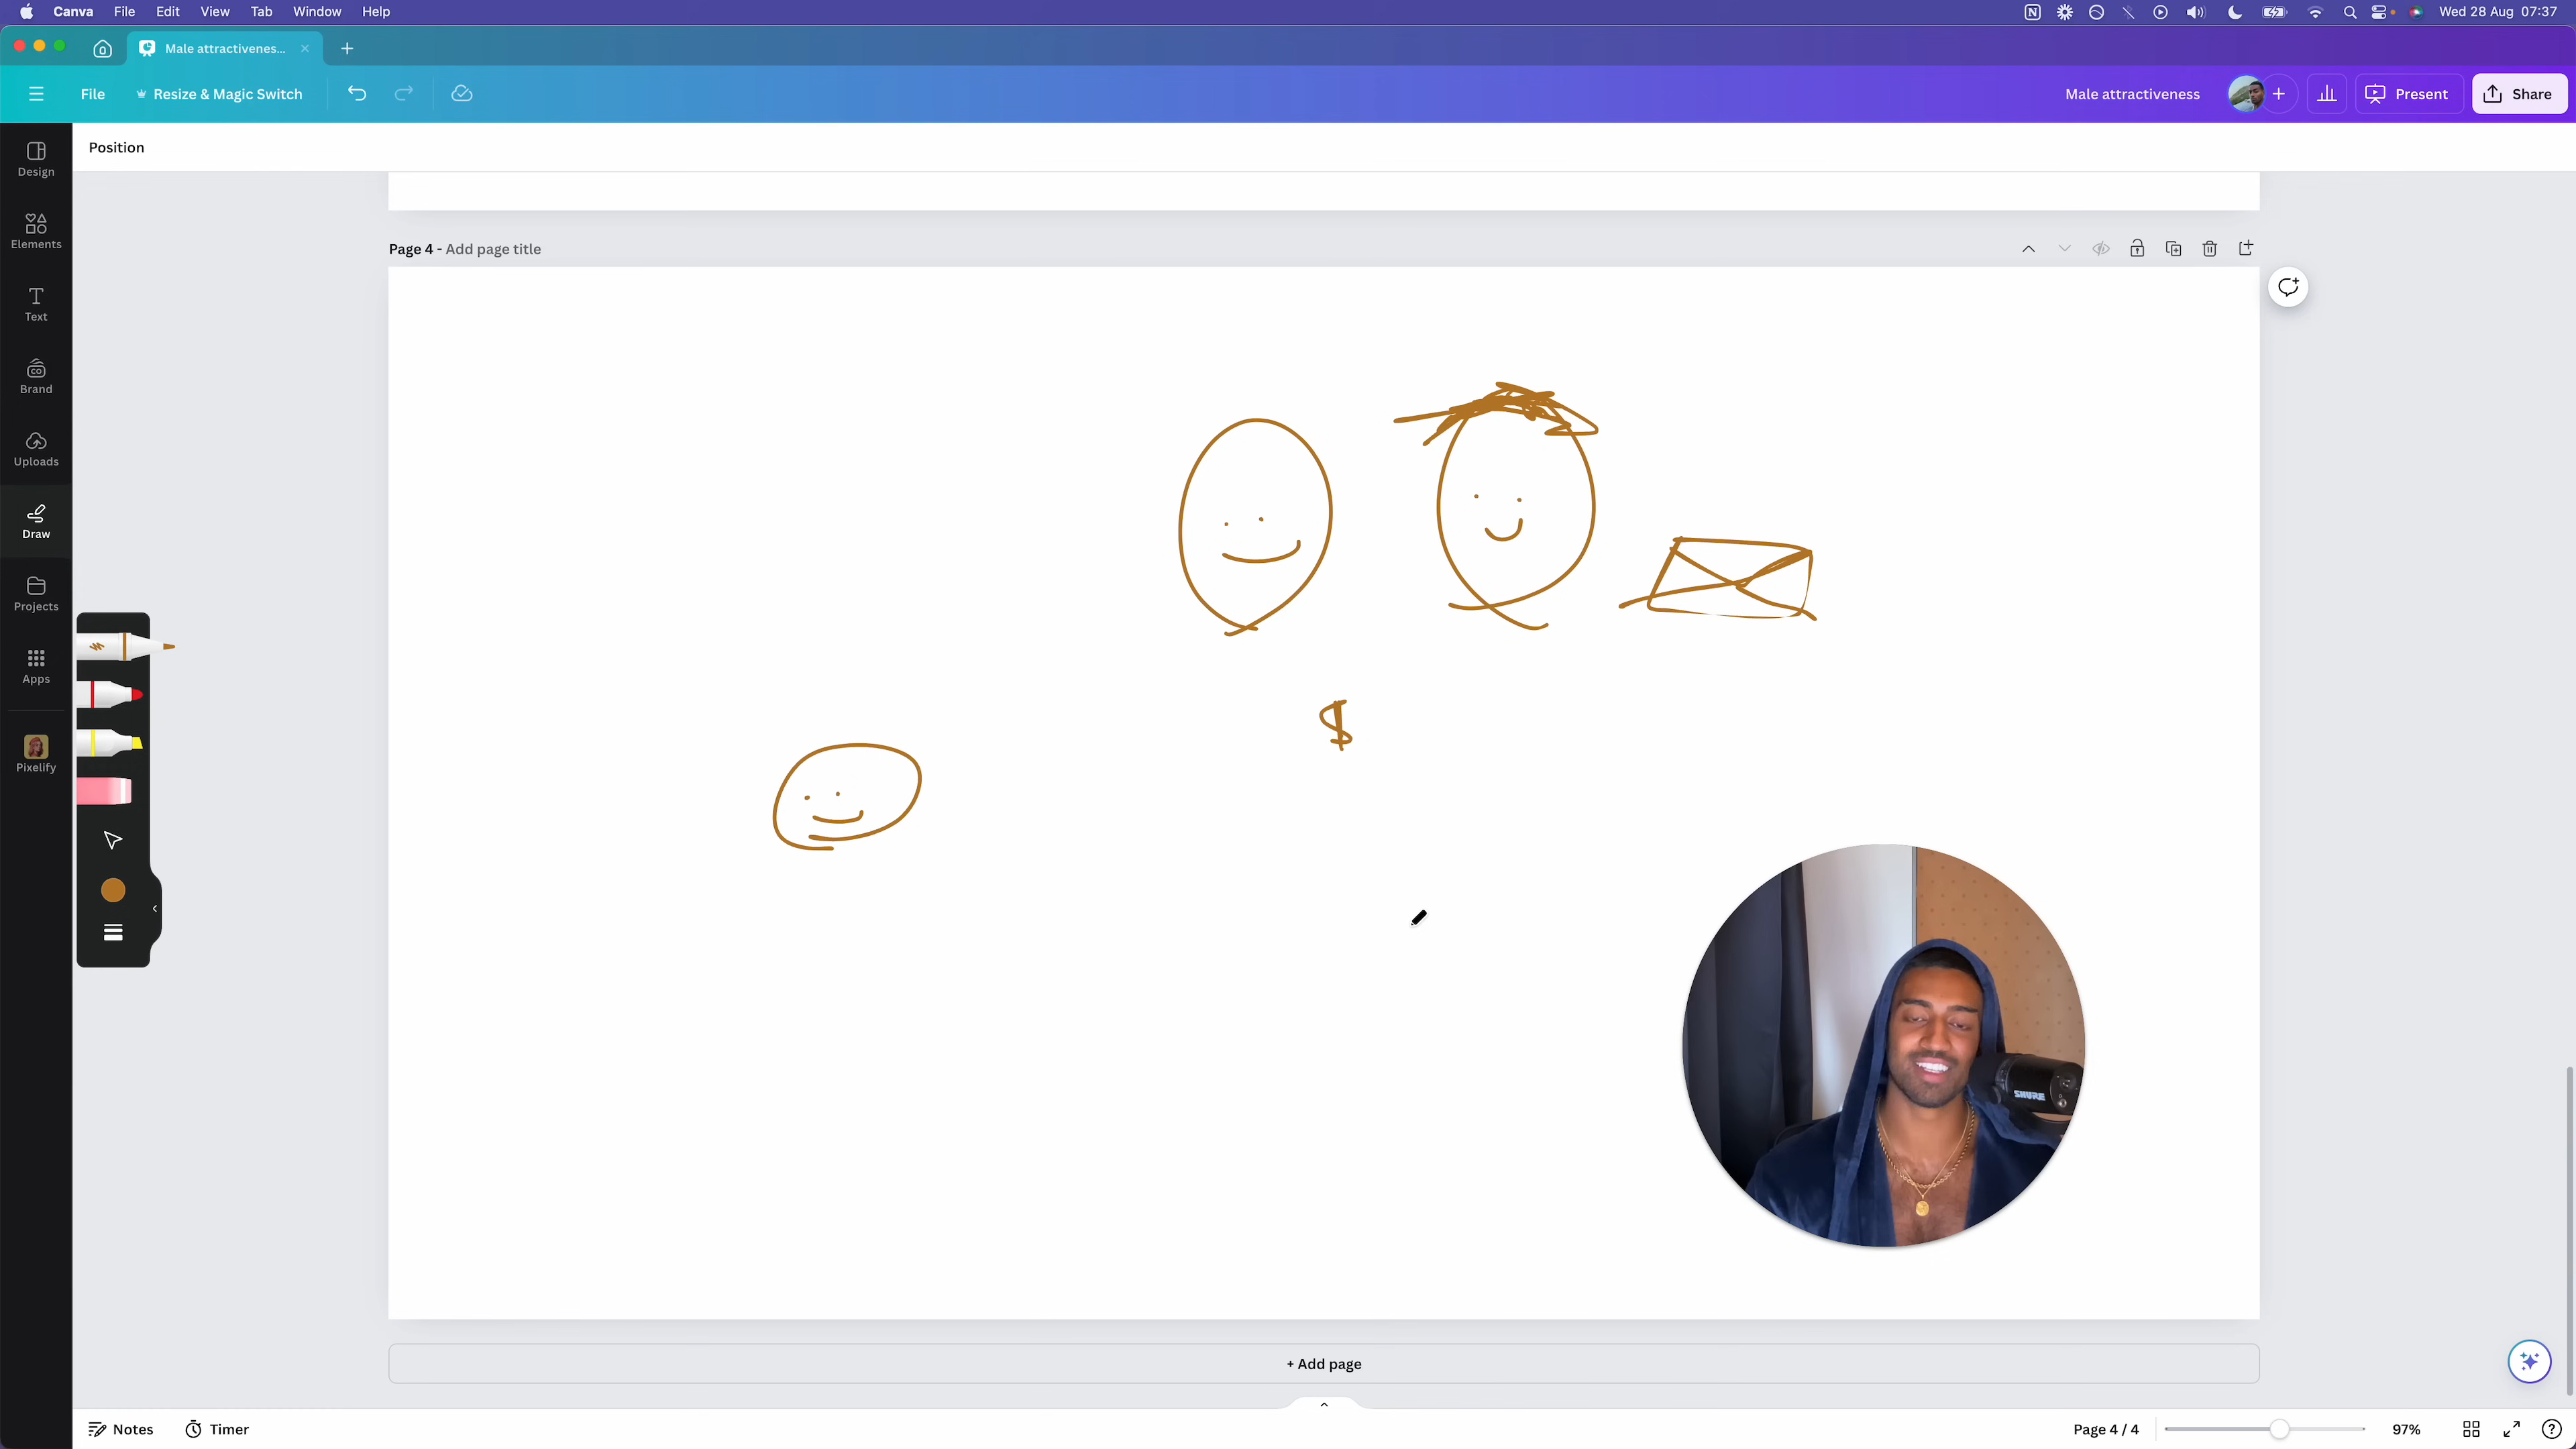 Canva File Edit View Tab Window Help Wed 28 Aug 07:37
Male attractivenes...
File Resize & Magic Switch Male attractiveness Present Share
Position
Design
Elements
Text
Brand
Uploads
Draw
Projects
Apps
Pixelify
Page 4 - Add page title
$
SHURE
+ Add page
Notes Timer Page 4 / 4 97%